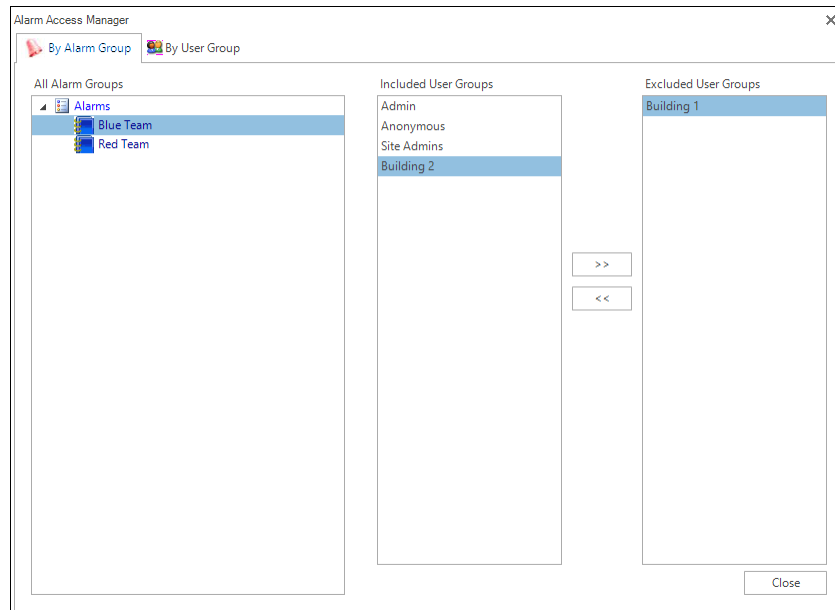 Alarm Access Manager
By Alarm Group
By User Group
All Alarm Groups
Alarms
Blue Team
Red Team
Included User Groups
Admin
Anonymous
Site Admins
Building 2
>>
<<
Excluded User Groups
Building 1
Close